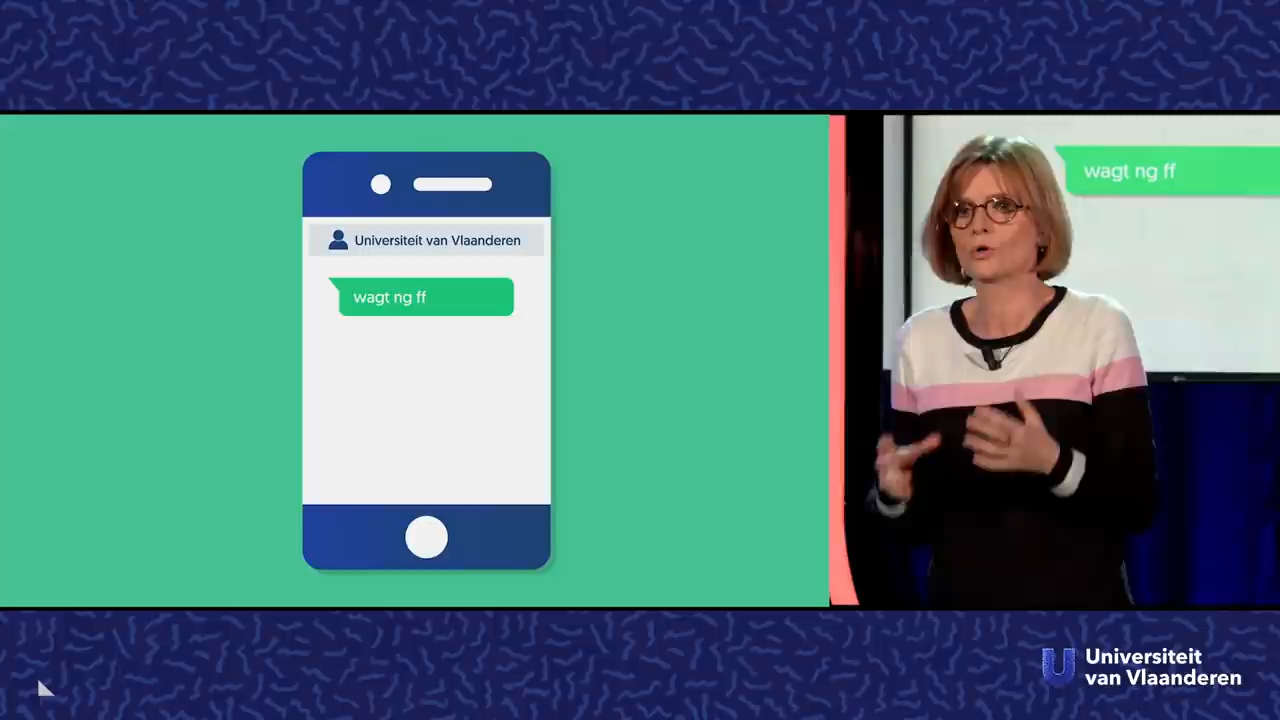 Universiteit van Vlaanderen
wagt ng ff
wagt ng ff
Universiteit
van Vlaanderen